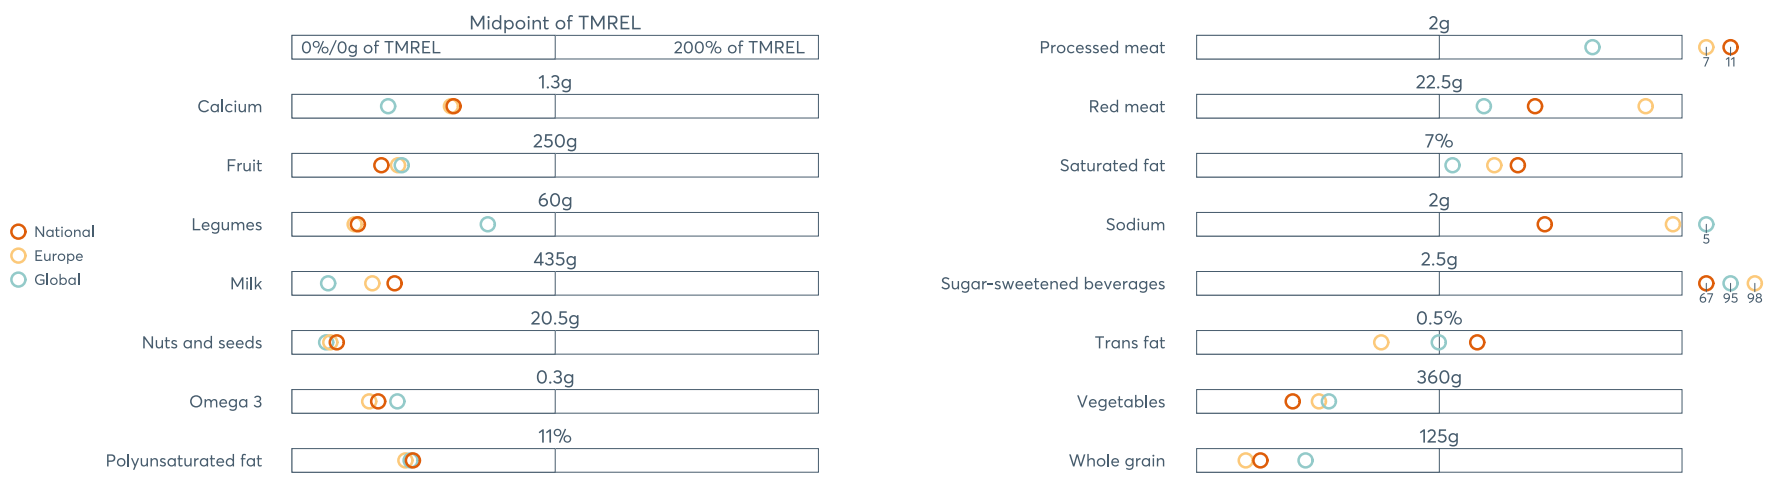 Midpoint of TMREL
0%/0g of TMREL 200% of TMREL
1.3g
Calcium
250g
Fruit
60g
Legumes
435g
Milk
20.5g
Nuts and seeds
0.3g
Omega 3
11%
Polyunsaturated fat
National
Europe
Global
2g
Processed meat
7 11
22.5g
Red meat
7%
Saturated fat
2g
Sodium
5
2.5g
Sugar-sweetened beverages
67 95 98
0.5%
Trans fat
360g
Vegetables
125g
Whole grain